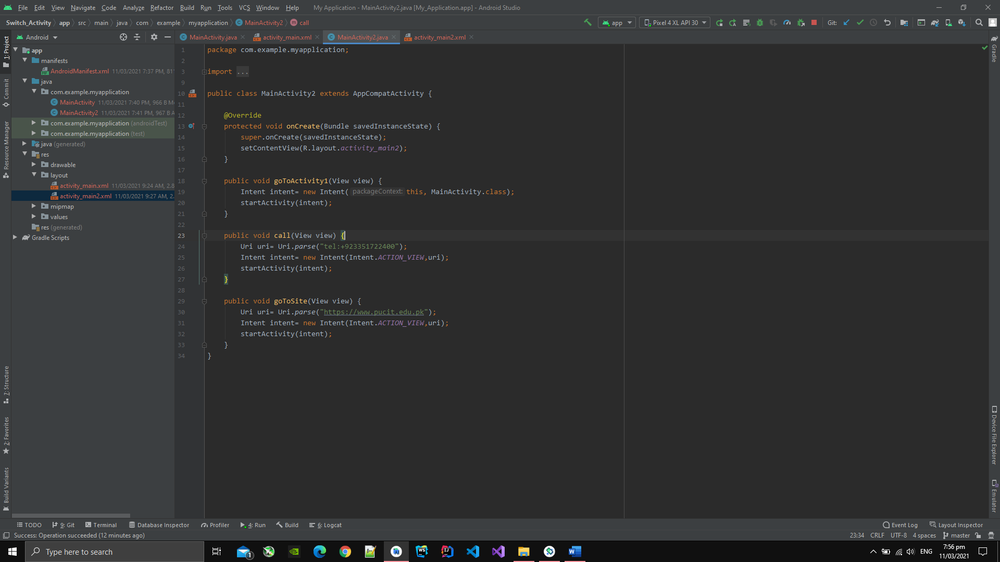 File Edit View Navigate Code Analyze Refactor Build Run Tools VCS Window Help My Application - MainActivity2.java [My_Application.app] - Android Studio
Switch_Activity app src main java com example myapplication MainActivity2 call
app Pixel 4 XL API 30 Git:
Android
MainActivity.java activity_main.xml MainActivity2.java activity_main2.xml
1: Project
Commit
Resource Manager
7: Structure
2: Favorites
Build Variants
app
manifests
AndroidManifest.xml 11/03/2021 7:37 PM, 811
java
com.example.myapplication
MainActivity 11/03/2021 7:40 PM, 966 B M
MainActivity2 11/03/2021 7:41 PM, 967 B A
com.example.myapplication (androidTest)
com.example.myapplication (test)
java (generated)
res
drawable
layout
activity_main.xml 11/03/2021 9:24 AM, 2.8
activity_main2.xml 11/03/2021 9:27 AM, 2.
mipmap
values
res (generated)
Gradle Scripts
1 package com.example.myapplication;
2
3 import ...
9
10 public class MainActivity2 extends AppCompatActivity {
11
12 @Override
13 protected void onCreate(Bundle savedInstanceState) {
14 super.onCreate(savedInstanceState);
15 setContentView(R.layout.activity_main2);
16 }
17
18 public void goToActivity1(View view) {
19 Intent intent= new Intent( packageContext: this, MainActivity.class);
20 startActivity(intent);
21 }
22
23 public void call(View view) {
24 Uri uri= Uri.parse("tel:+923351722400");
25 Intent intent= new Intent(Intent.ACTION_VIEW,uri);
26 startActivity(intent);
27 }
28
29 public void goToSite(View view) {
30 Uri uri= Uri.parse("https://www.pucit.edu.pk");
31 Intent intent= new Intent(Intent.ACTION_VIEW,uri);
32 startActivity(intent);
33 }
34 }
Gradle
Device File Explorer
Emulator
TODO 9: Git Terminal Database Inspector Profiler 4: Run Build 6: Logcat Event Log Layout Inspector
Success: Operation succeeded (12 minutes ago) 23:34 CRLF UTF-8 4 spaces master
Type here to search 1 ENG 7:56 pm
11/03/2021